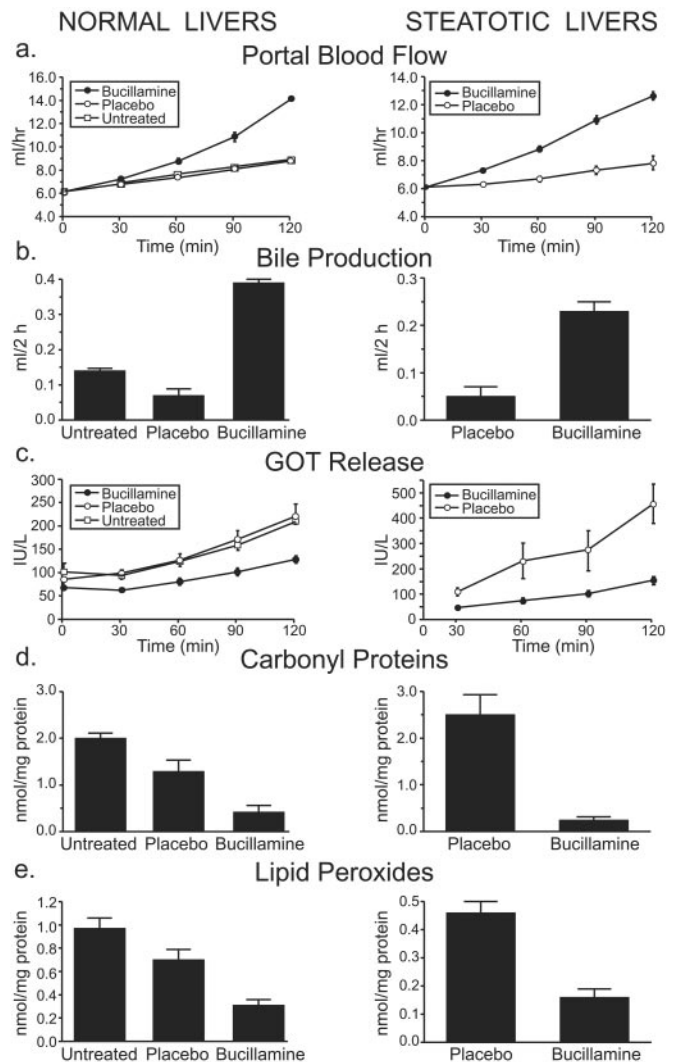 NORMAL LIVERS STEATOTIC LIVERS
a. Portal Blood Flow
16.0
14.0
12.0
10.0
8.0
6.0
4.0
ml/hr
Bucillamine
Placebo
Untreated
0 30 60 90 120
Time (min)
13.0
12.0
10.0
8.0
6.0
4.0
ml/hr
Bucillamine
Placebo
0 30 60 90 120
Time (min)
b. Bile Production
0.4
0.3
0.2
0.1
0.0
ml/2 h
Untreated Placebo Bucillamine
0.3
0.2
0.1
0.0
ml/2 h
Placebo Bucillamine
c. GOT Release
300
250
200
150
100
50
0
IU/L
Bucillamine
Placebo
Untreated
0 30 60 90 120
Time (min)
500
400
300
200
100
0
IU/L
Bucillamine
Placebo
0 30 60 90 120
Time (min)
d. Carbonyl Proteins
3.0
2.0
1.0
0.0
nmol/mg protein
Untreated Placebo Bucillamine
3.0
2.0
1.0
0.0
nmol/mg protein
Placebo Bucillamine
e. Lipid Peroxides
1.2
1.0
0.8
0.6
0.4
0.2
0.0
nmol/mg protein
Untreated Placebo Bucillamine
0.5
0.4
0.3
0.2
0.1
0.0
nmol/mg protein
Placebo Bucillamine